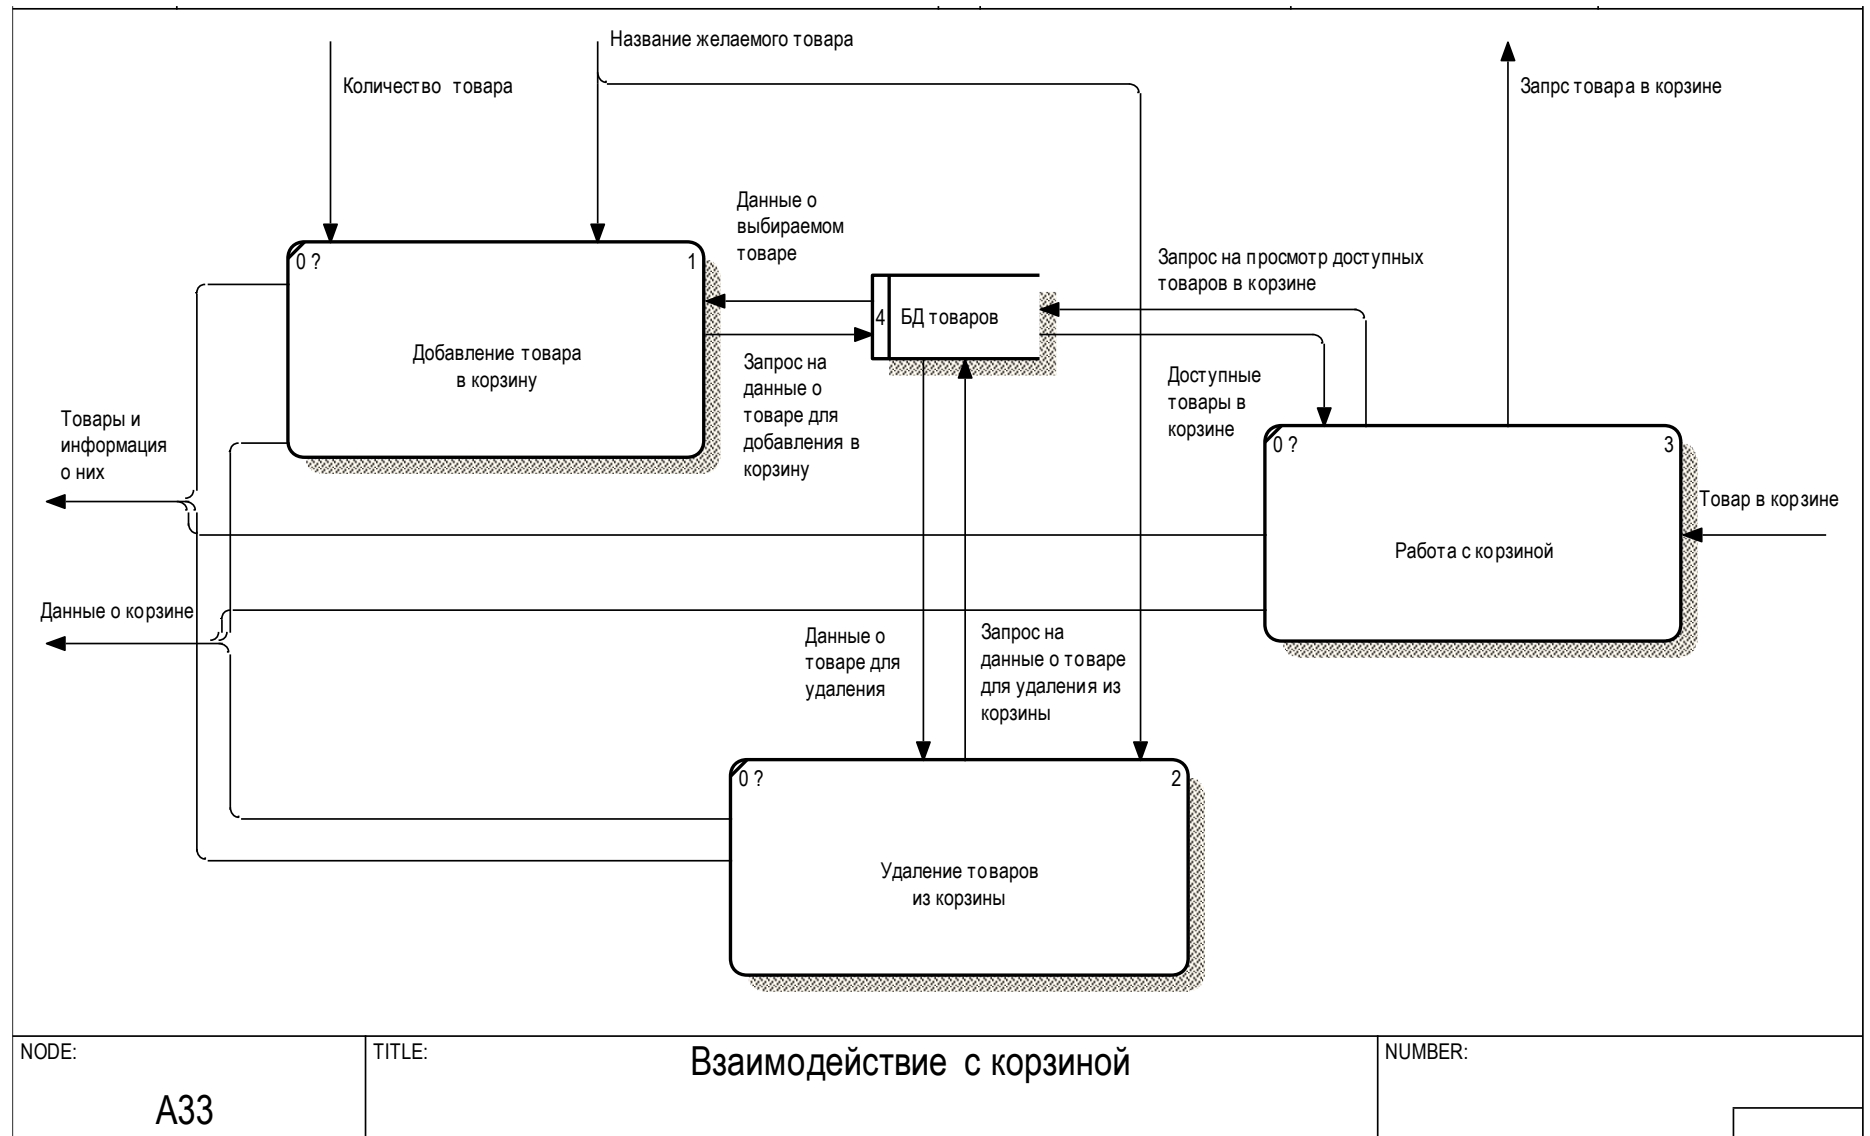 Название желаемого товара
Количество товара
Запрс товара в корзине
Данные о
выбираемом
товаре
Запрос на просмотр доступных
товаров в корзине
0 ?
1
4
БД товаров
Добавление товара
в корзину
Запрос на
данные о
товаре для
добавления в
корзину
Доступные
товары в
корзине
Товары и
информация
о них
0 ?
3
Товар в корзине
Работа с корзиной
Данные о корзине
Данные о
товаре для
удаления
Запрос на
данные о товаре
для удаления из
корзины
0 ?
2
Удаление товаров
из корзины
NODE:
A33
TITLE:
Взаимодействие с корзиной
NUMBER: